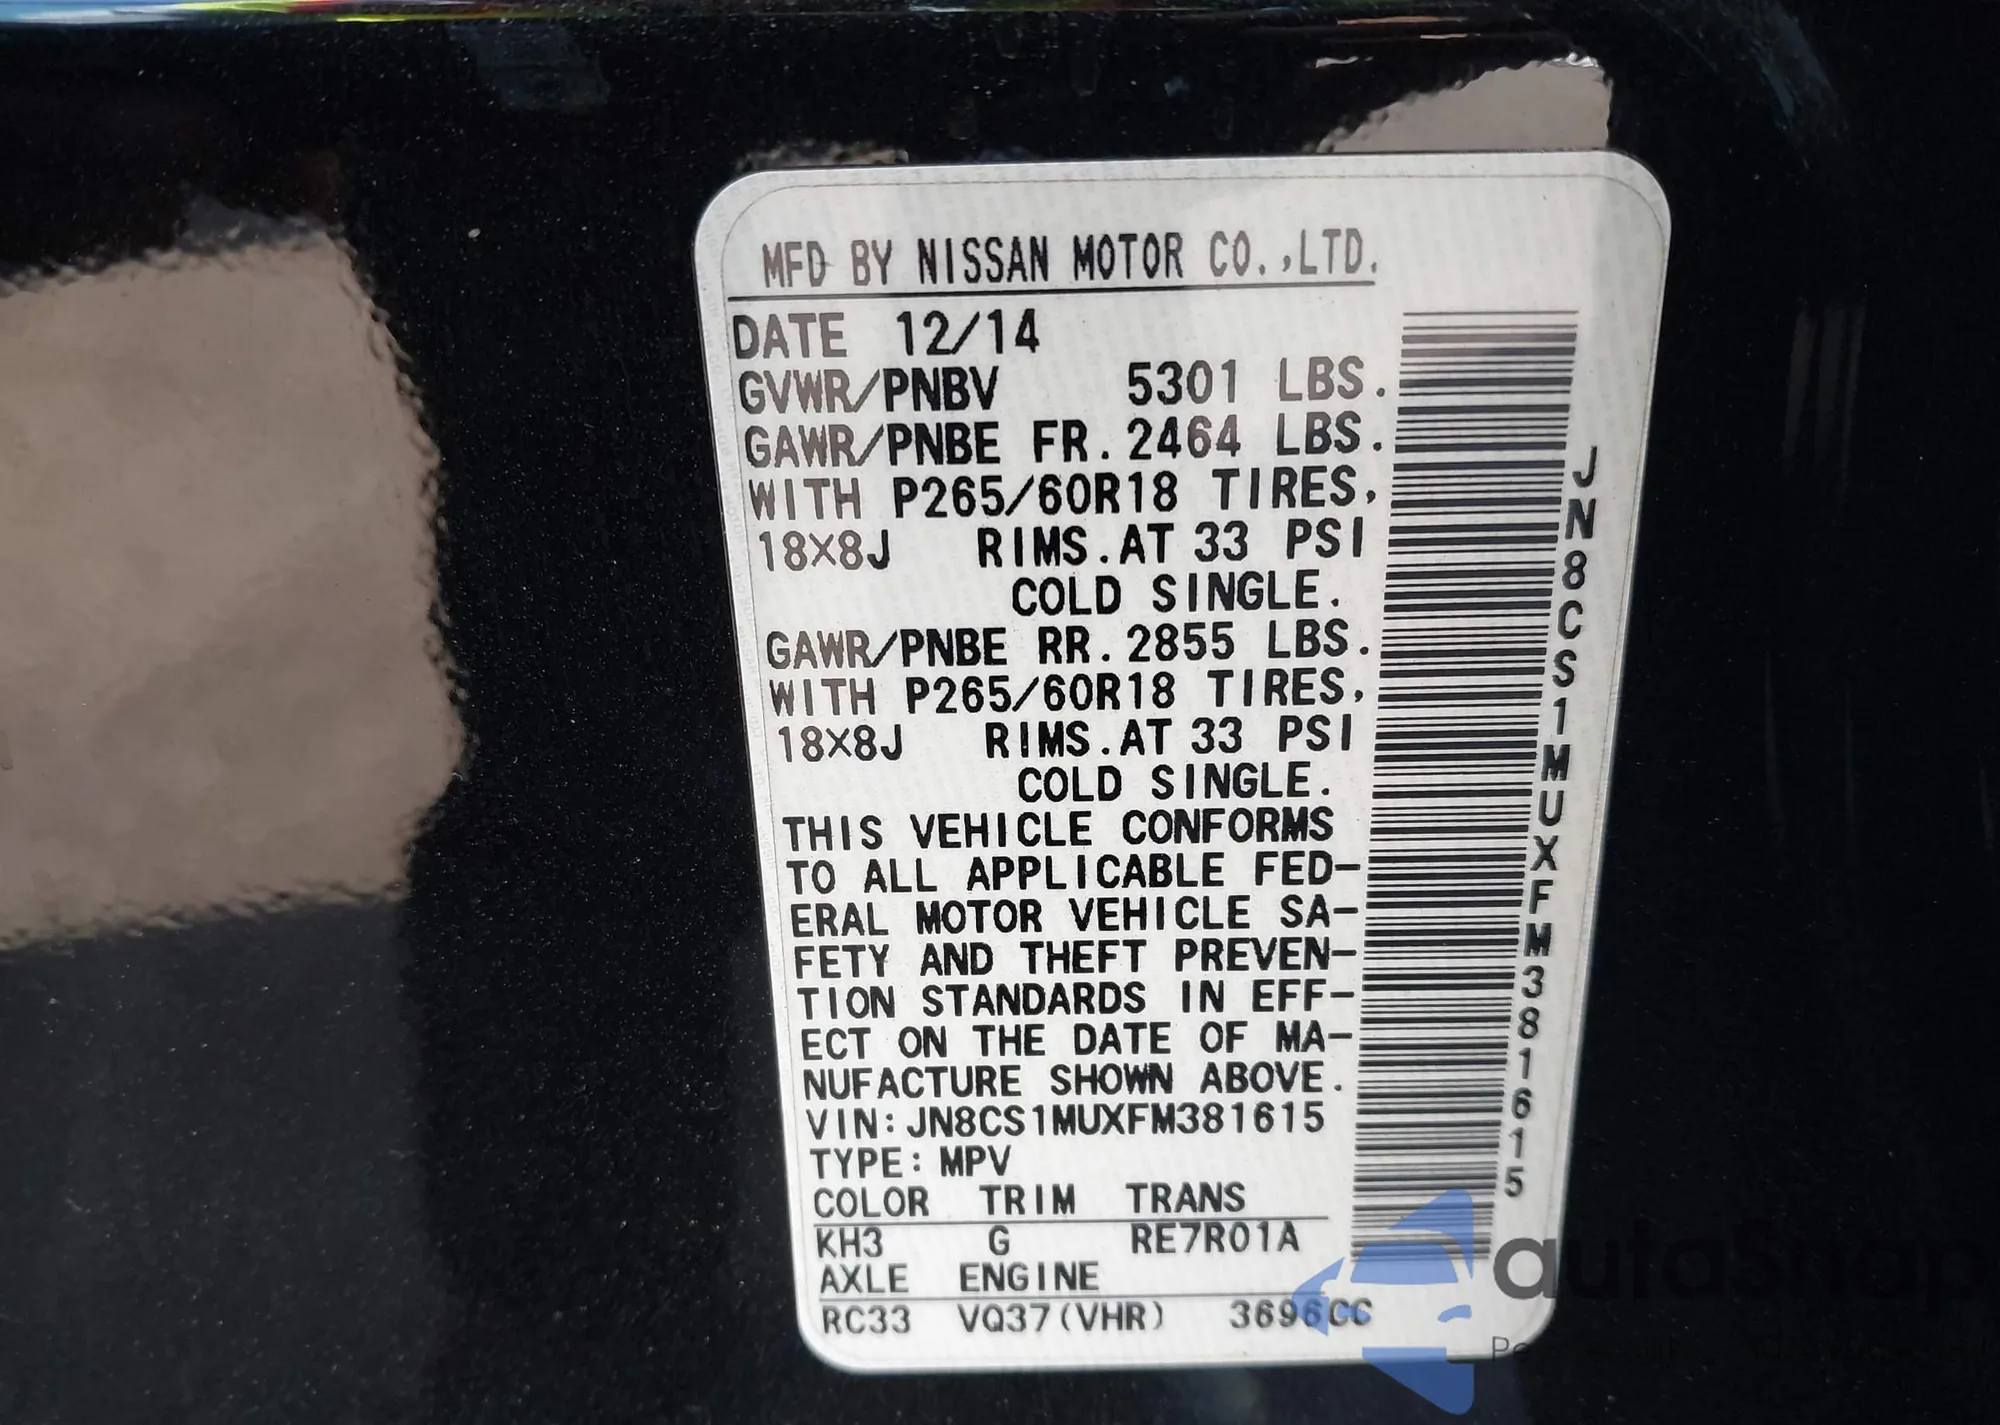 MFD BY NISSAN MOTOR CO.,LTD.
DATE 12/14
GVWR/PNBV 5301 LBS.
GAWR/PNBE FR. 2464 LBS.
WITH P265/60R18 TIRES,
18X8J RIMS.AT 33 PSI
COLD SINGLE.
GAWR/PNBE RR. 2855 LBS.
WITH P265/60R18 TIRES,
18X8J RIMS.AT 33 PSI
COLD SINGLE.
THIS VEHICLE CONFORMS
TO ALL APPLICABLE FED-
ERAL MOTOR VEHICLE SA-
FETY AND THEFT PREVEN-
TION STANDARDS IN EFF-
ECT ON THE DATE OF MA-
NUFACTURE SHOWN ABOVE.
VIN:JN8CS1MUXFM381615
TYPE:MPV
COLOR TRIM TRANS
KH3 G RE7R01A
AXLE ENGINE
RC33 VQ37(VHR) 3696CC
JN8CS1MUXFM381615